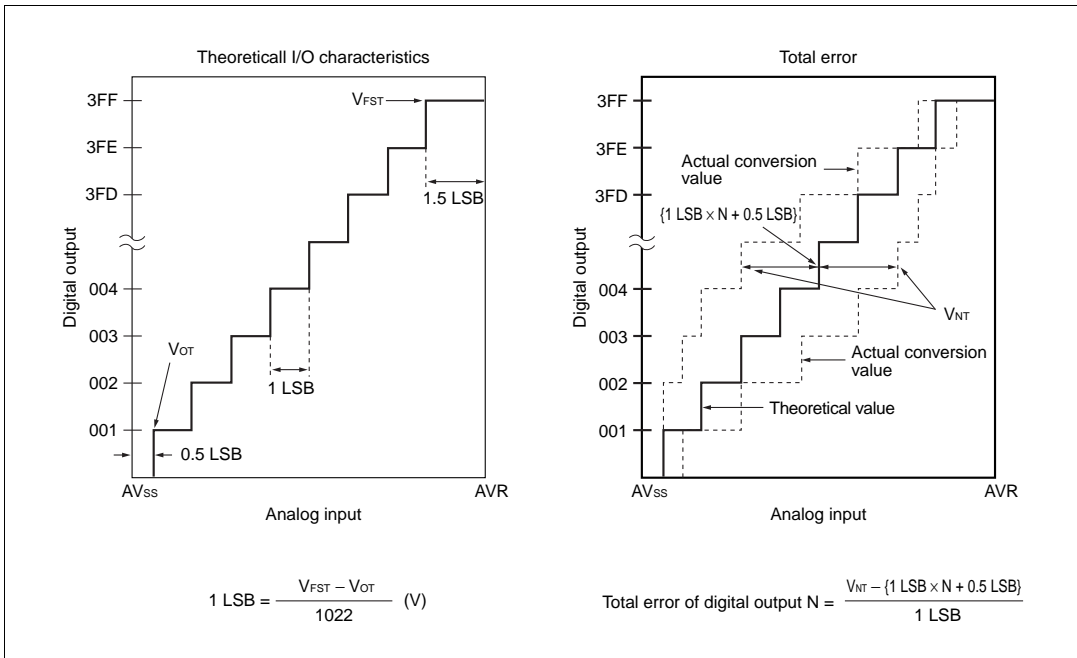 Theoreticall I/O characteristics
3FF
3FE
3FD
004
003
002
001
Digital output
VFST
1.5 LSB
VOT
1 LSB
0.5 LSB
AVSS
AVR
Analog input
1 LSB = VFST – VOT / 1022 (V)
Total error
3FF
3FE
3FD
004
003
002
001
Digital output
Actual conversion
value
{1 LSB × N + 0.5 LSB}
VNT
Actual conversion
value
Theoretical value
AVSS
AVR
Analog input
Total error of digital output N = VNT – {1 LSB × N + 0.5 LSB} / 1 LSB